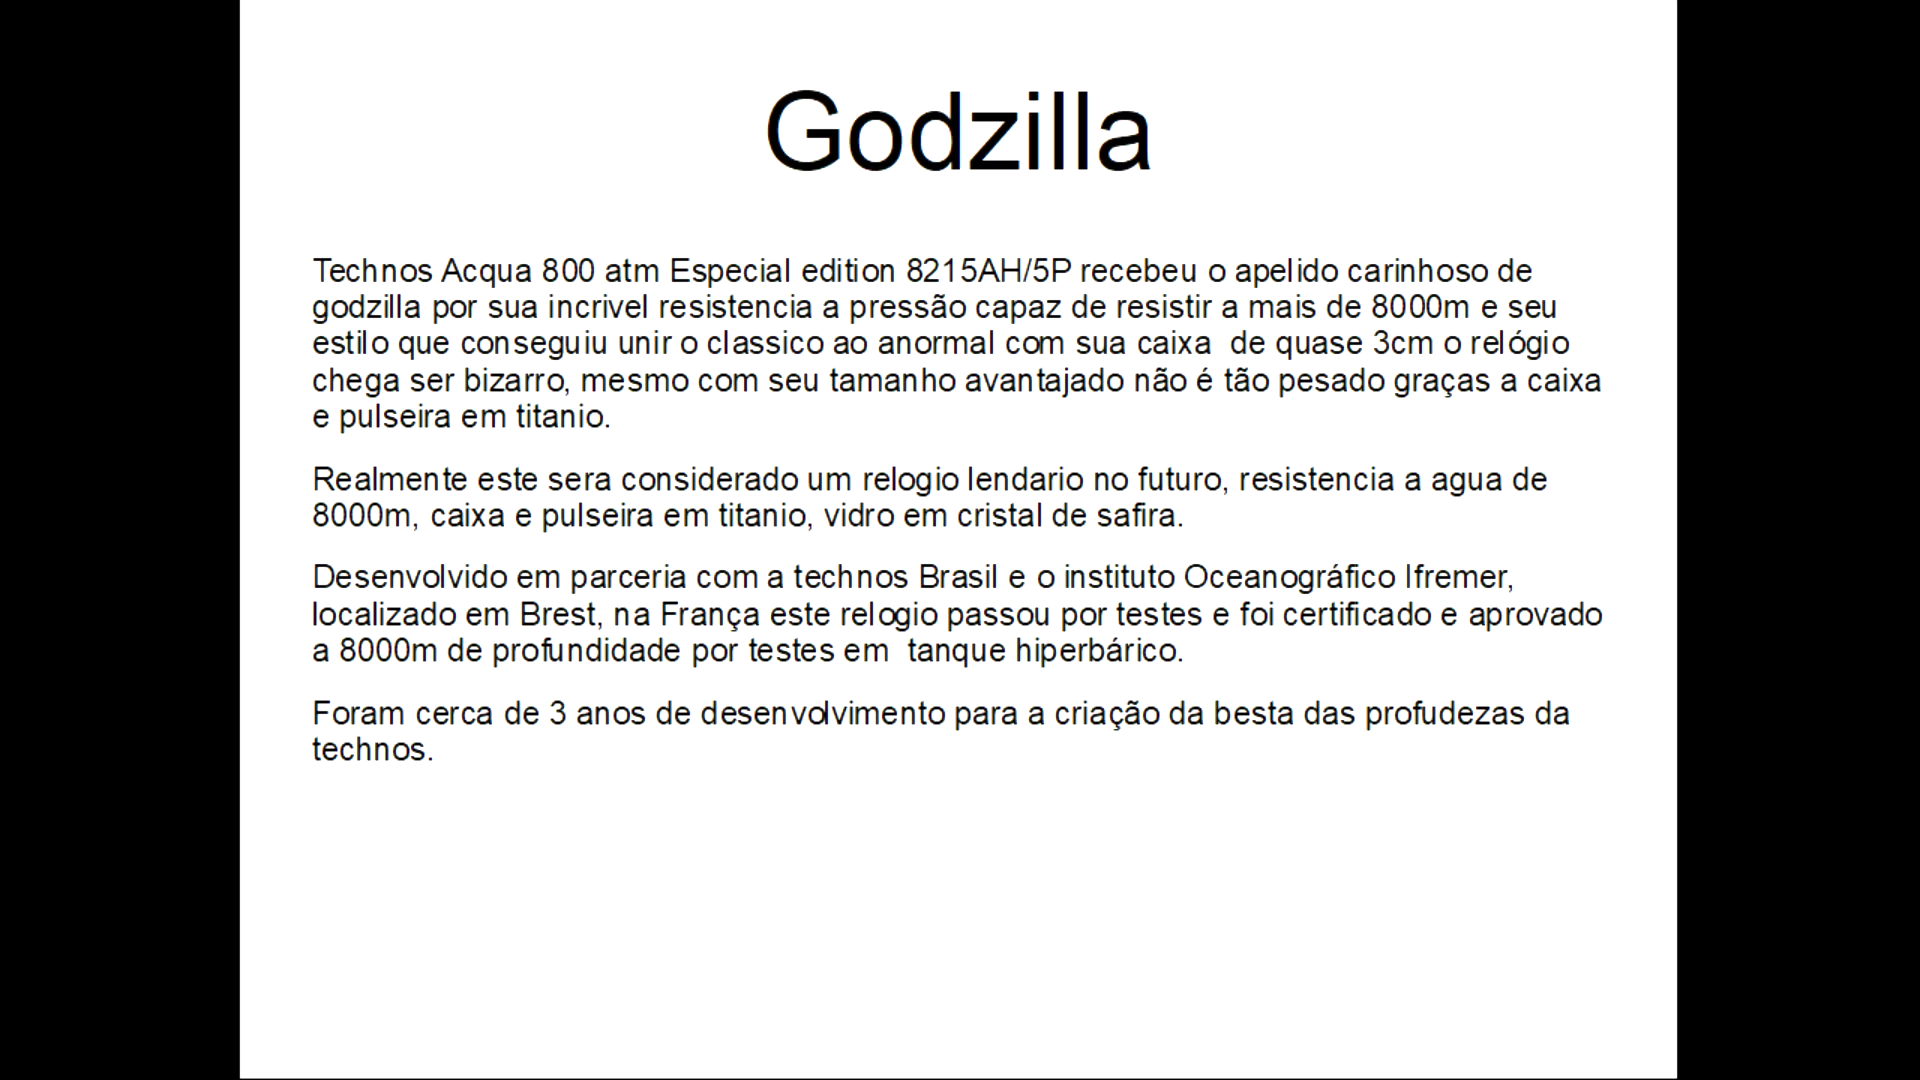 Godzilla
Technos Acqua 800 atm Especial edition 8215AH/5P recebeu o apelido carinhoso de
godzilla por sua incrivel resistencia a pressão capaz de resistir a mais de 8000m e seu
estilo que conseguiu unir o classico ao anormal com sua caixa  de quase 3cm o relógio
chega ser bizarro, mesmo com seu tamanho avantajado não é tão pesado graças a caixa
e pulseira em titanio.
Realmente este sera considerado um relogio lendario no futuro, resistencia a agua de
8000m, caixa e pulseira em titanio, vidro em cristal de safira.
Desenvolvido em parceria com a technos Brasil e o instituto Oceanográfico Ifremer,
localizado em Brest, na França este relogio passou por testes e foi certificado e aprovado
a 8000m de profundidade por testes em  tanque hiperbárico.
Foram cerca de 3 anos de desenvolvimento para a criação da besta das profudezas da
technos.